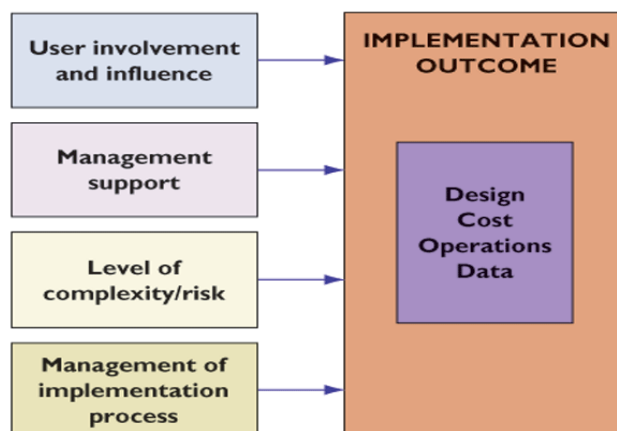 User involvement
and influence
Management
support
Level of
complexity/risk
Management of
implementation
process
IMPLEMENTATION
OUTCOME
Design
Cost
Operations
Data